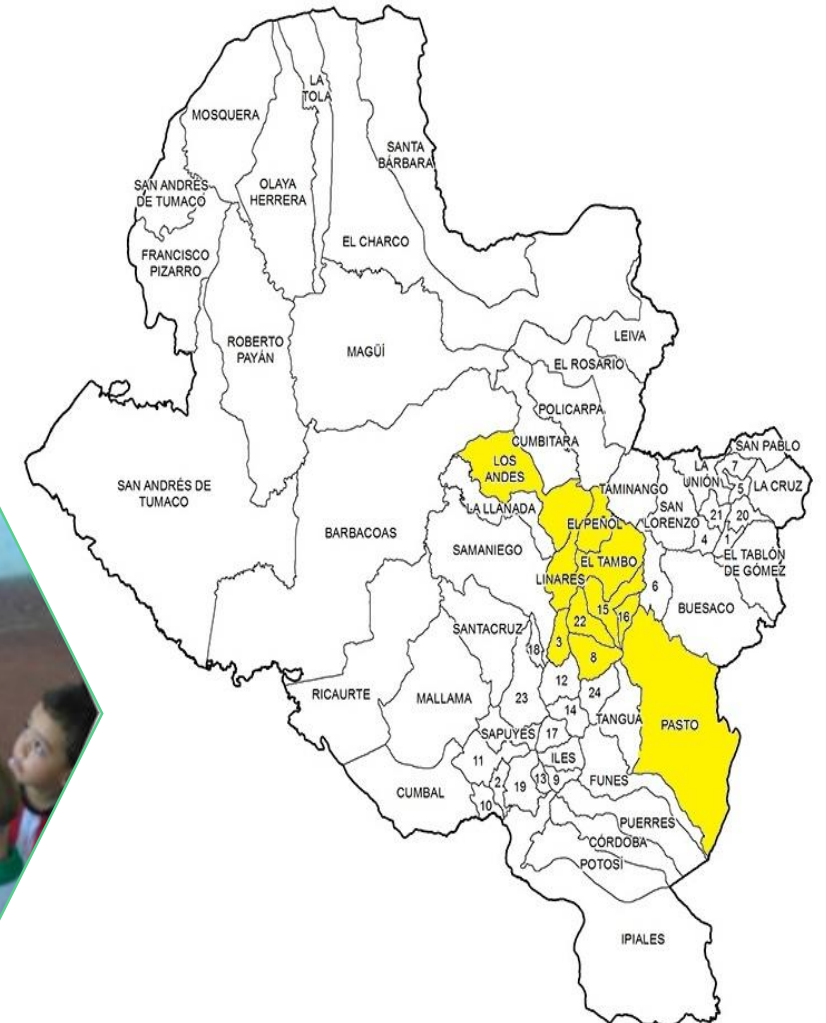 LA
TOLA
MOSQUERA
SANTA
BÁRBARA
SAN ANDRÉS
DE TUMACO
OLAYA
HERRERA
EL CHARCO
FRANCISCO
PIZARRO
LEIVA
ROBERTO
PAYÁN
MAGÜÍ
EL ROSARIO
POLICARPA
CUMBITARA
SAN PABLO
LOS
ANDES
LA
UNIÓN
7
5
LA CRUZ
SAN ANDRÉS DE
TUMACO
TAMINANGO
LA LLANADA
SAN
LORENZO
21
20
EL PEÑOL
BARBACOAS
4
1
SAMANIEGO
EL TAMBO
EL TABLÓN
DE GÓMEZ
LINARES
6
15
BUESACO
16
22
SANTACRUZ
18
3
8
RICAURTE
MALLAMA
12
24
23
14
TANGUA
PASTO
SAPUYES
17
11
ILES
CUMBAL
2
19
13
9
FUNES
10
PUERRES
CÓRDOBA
POTOSÍ
IPIALES